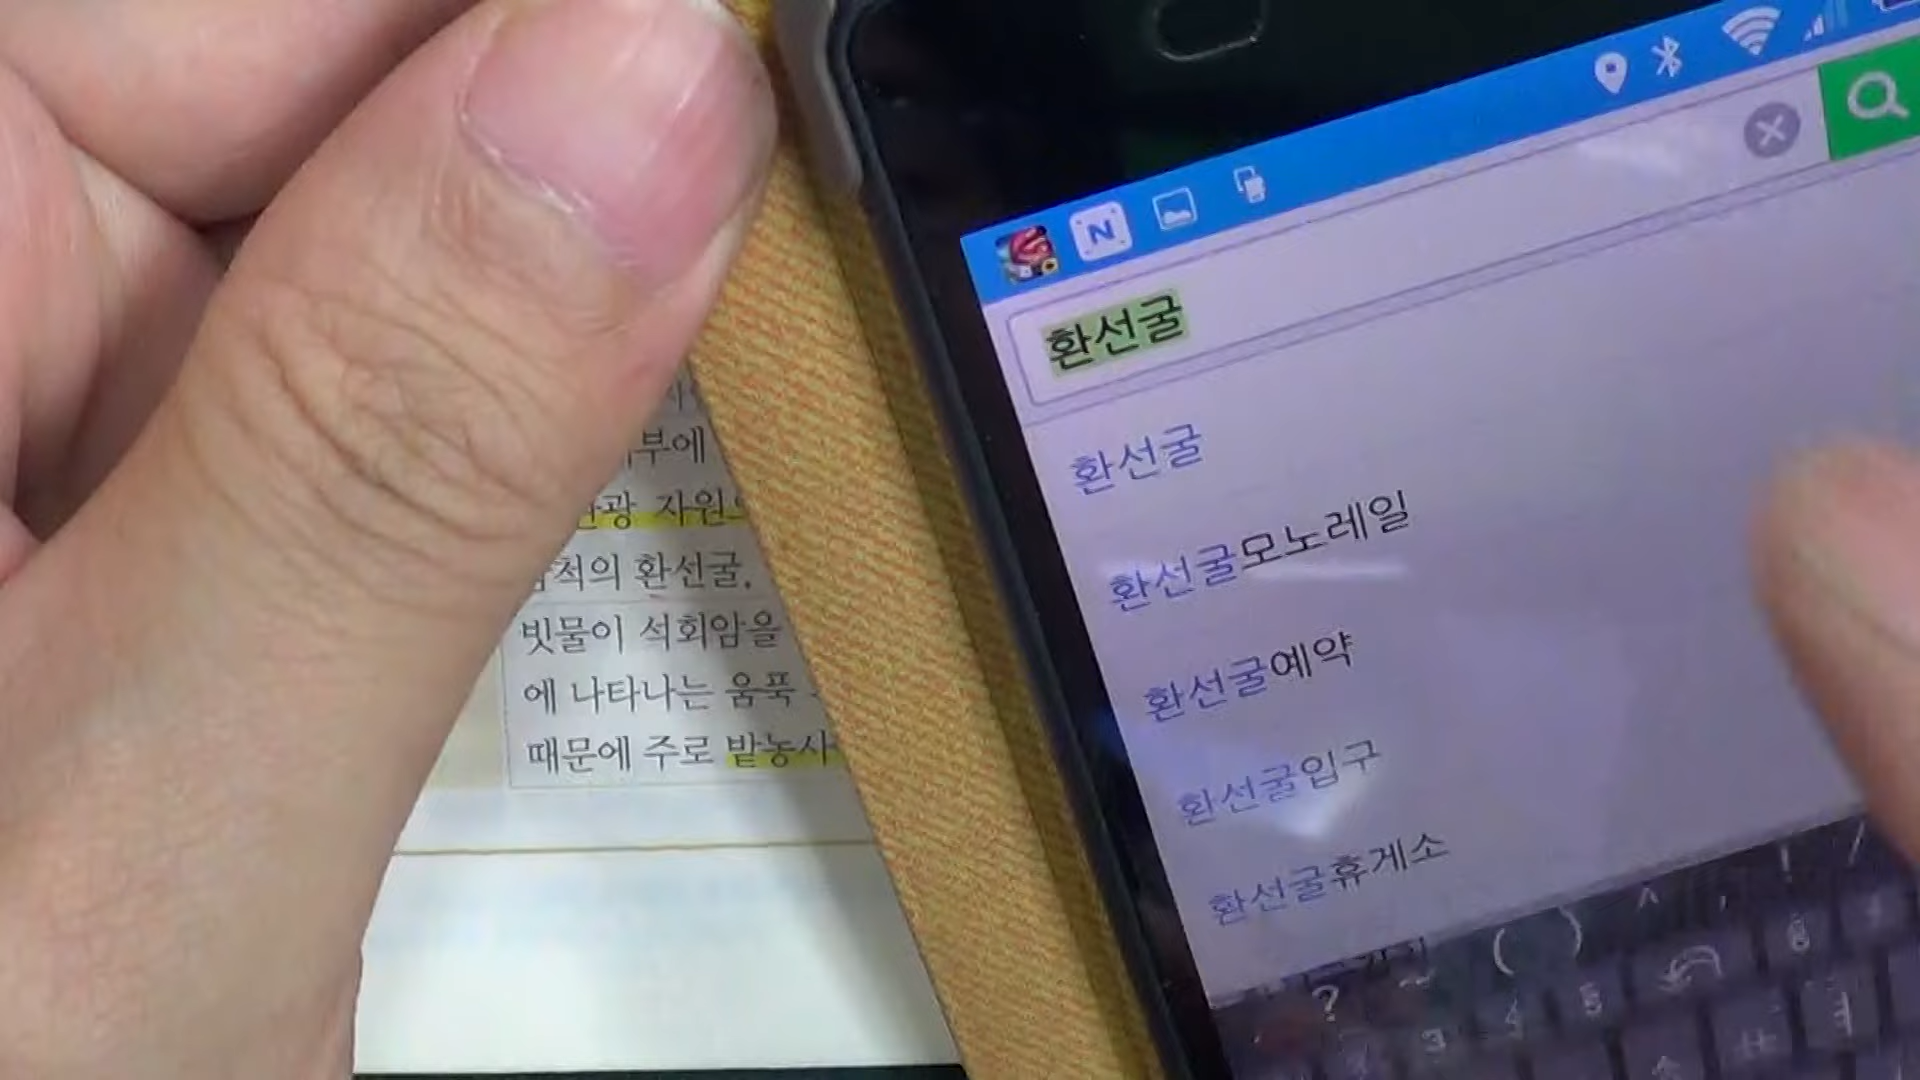 부에
관광 자원
척의 환선굴,
빗물이 석회암을
에 나타나는 움푹
때문에 주로 밭농사
N
환선굴
환선굴
환선굴모노레일
환선굴예약
환선굴입구
환선굴휴게소
( ) ^ , ! /
?